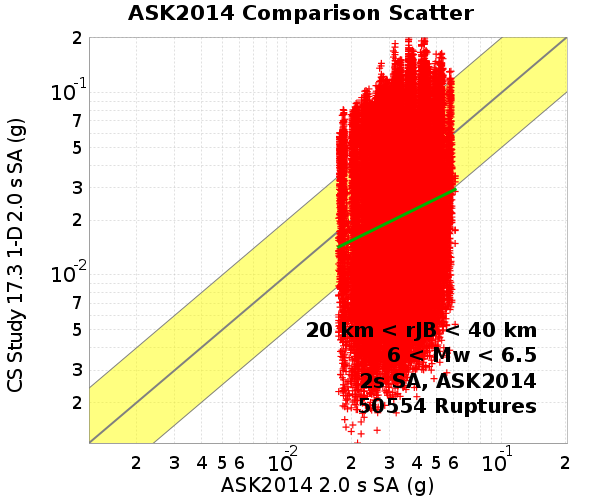 ASK2014 Comparison Scatter
CS Study 17.3 1-D 2.0 s SA (g)
2
10-1
7
5
3
2
10-2
7
5
3
2
20 km < rJB < 40 km
6 < Mw < 6.5
2s SA, ASK2014
50554 Ruptures
2 3 4 5 6 10-2 2 3 4 5 6 10-1 2
ASK2014 2.0 s SA (g)